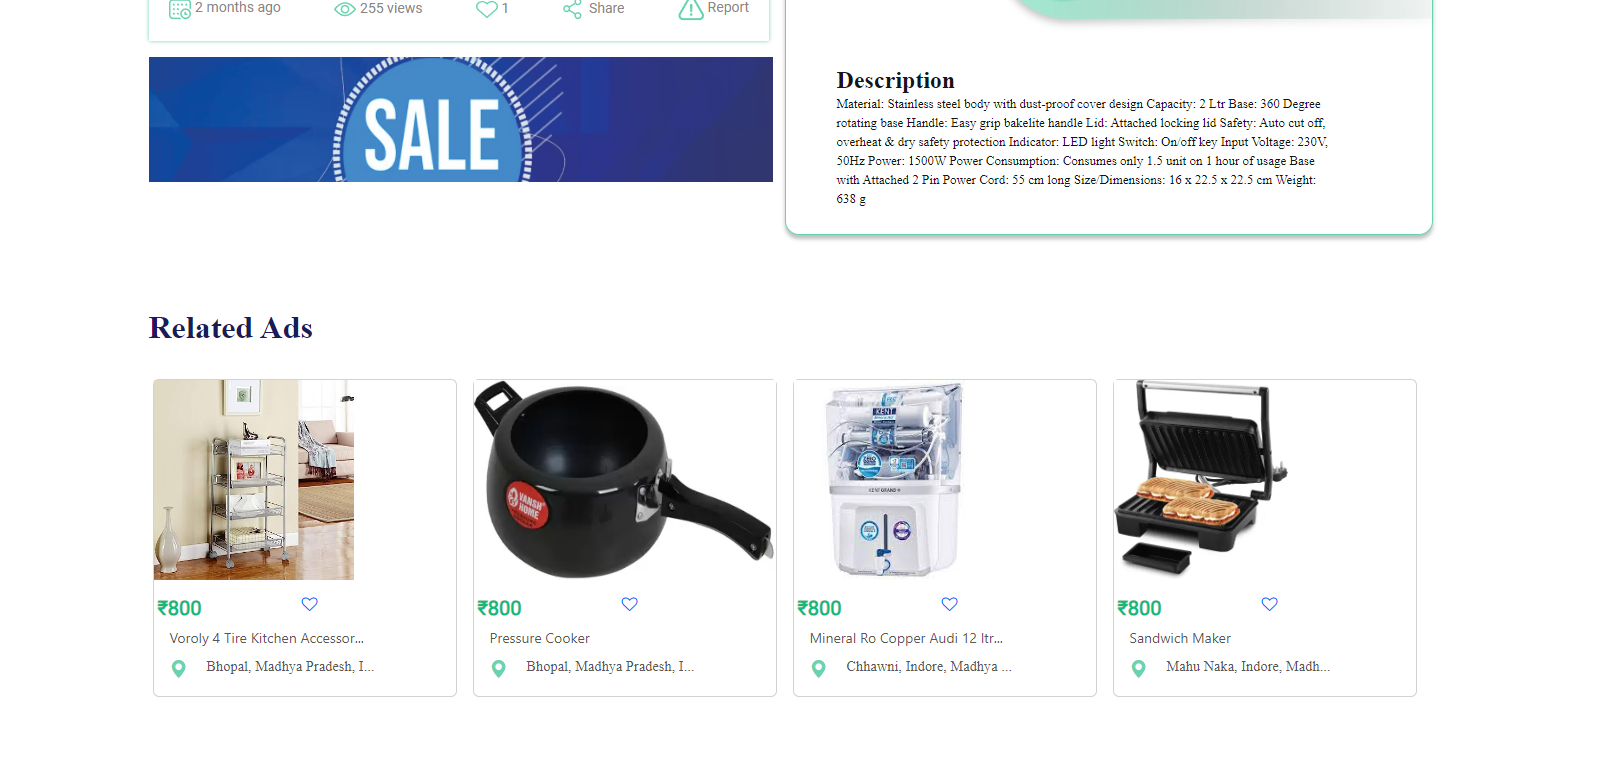 2 months ago
255 views
1
Share
Report
SALE
Description
Material: Stainless steel body with dust-proof cover design Capacity: 2 Ltr Base: 360 Degree
rotating base Handle: Easy grip bakelite handle Lid: Attached locking lid Safety: Auto cut off,
overheat & dry safety protection Indicator: LED light Switch: On/off key Input Voltage: 230V,
50Hz Power: 1500W Power Consumption: Consumes only 1.5 unit on 1 hour of usage Base
with Attached 2 Pin Power Cord: 55 cm long Size/Dimensions: 16 x 22.5 x 22.5 cm Weight:
638 g
Related Ads
VANSH
HOME
KENT
KENT GRAND +
₹800
Voroly 4 Tire Kitchen Accessor...
Bhopal, Madhya Pradesh, I...
₹800
Pressure Cooker
Bhopal, Madhya Pradesh, I...
₹800
Mineral Ro Copper Audi 12 ltr...
Chhawni, Indore, Madhya ...
₹800
Sandwich Maker
Mahu Naka, Indore, Madh...